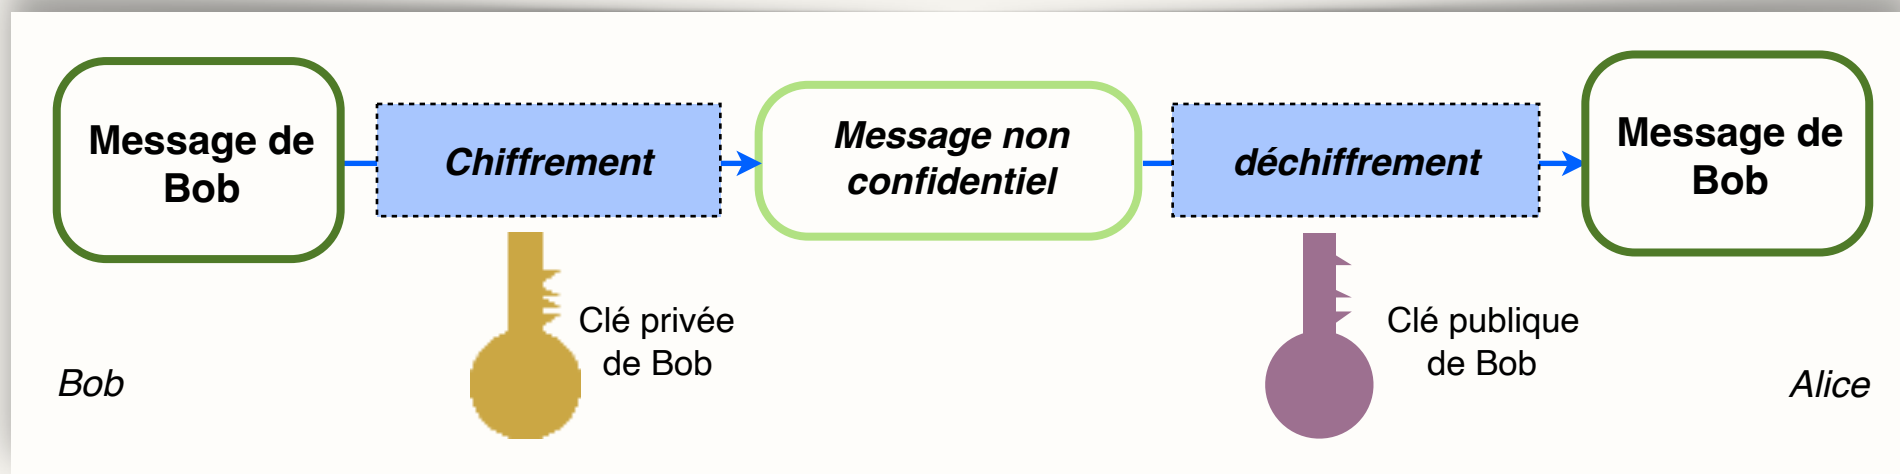 Message de
Bob
Chiffrement
Message non
confidentiel
déchiffrement
Message de
Bob
Clé privée
de Bob
Clé publique
de Bob
Bob
Alice